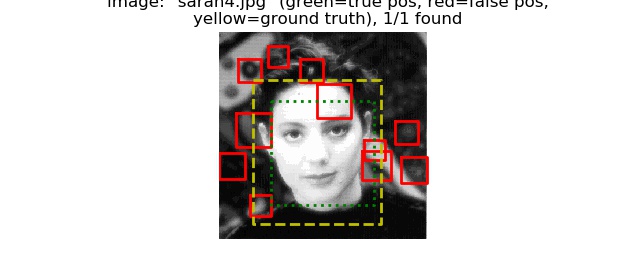 image: "sarah4.jpg" (green=true pos, red=false pos,
yellow=ground truth), 1/1 found